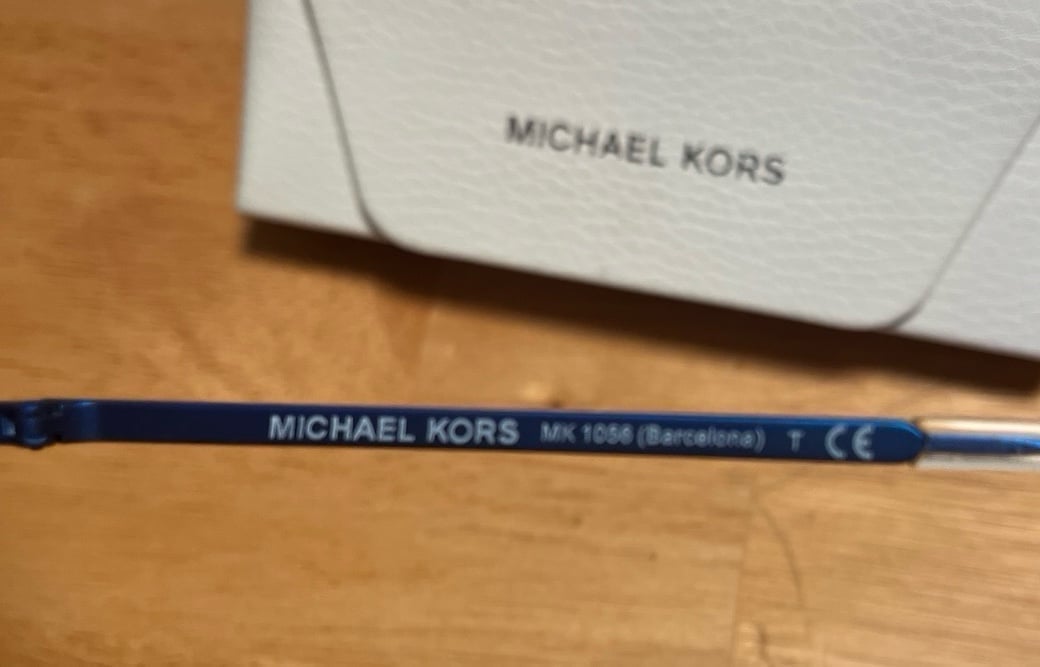 MICHAEL KORS
MICHAEL KORS MK 1056 (Barcelona) T CE